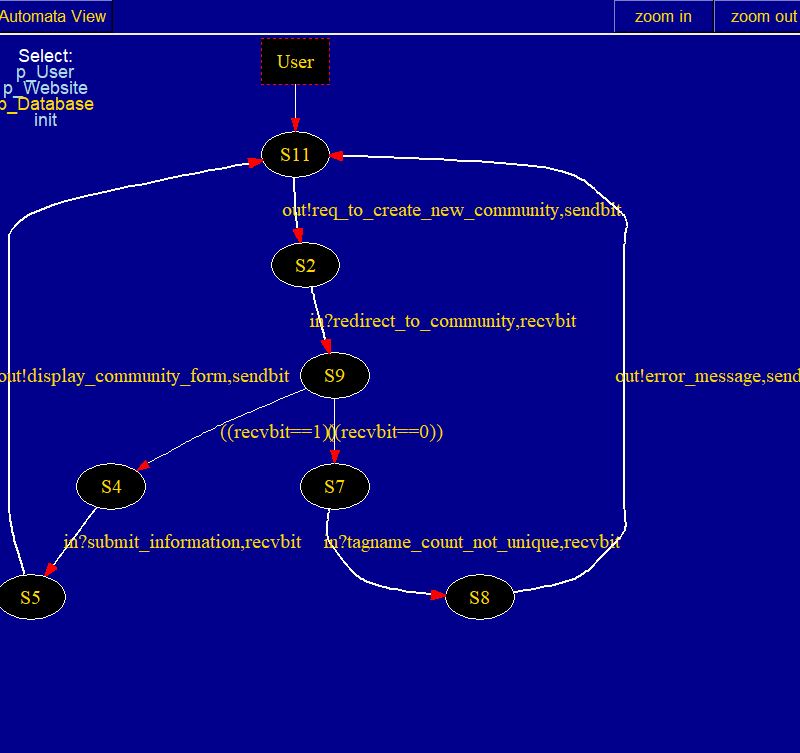 Automata View
zoom in
zoom out
Select:
p_User
p_Website
p_Database
init
User
S11
out!req_to_create_new_community,sendbit
S2
in?redirect_to_community,recvbit
out!display_community_form,sendbit
S9
out!error_message,send
((recvbit==1))
((recvbit==0))
S4
S7
in?submit_information,recvbit
in?tagname_count_not_unique,recvbit
S5
S8